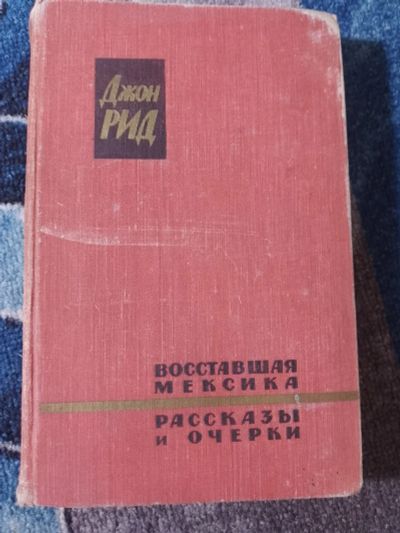 Джон
РИД
ВОССТАВШАЯ
МЕКСИКА
РАССКАЗЫ
И ОЧЕРКИ